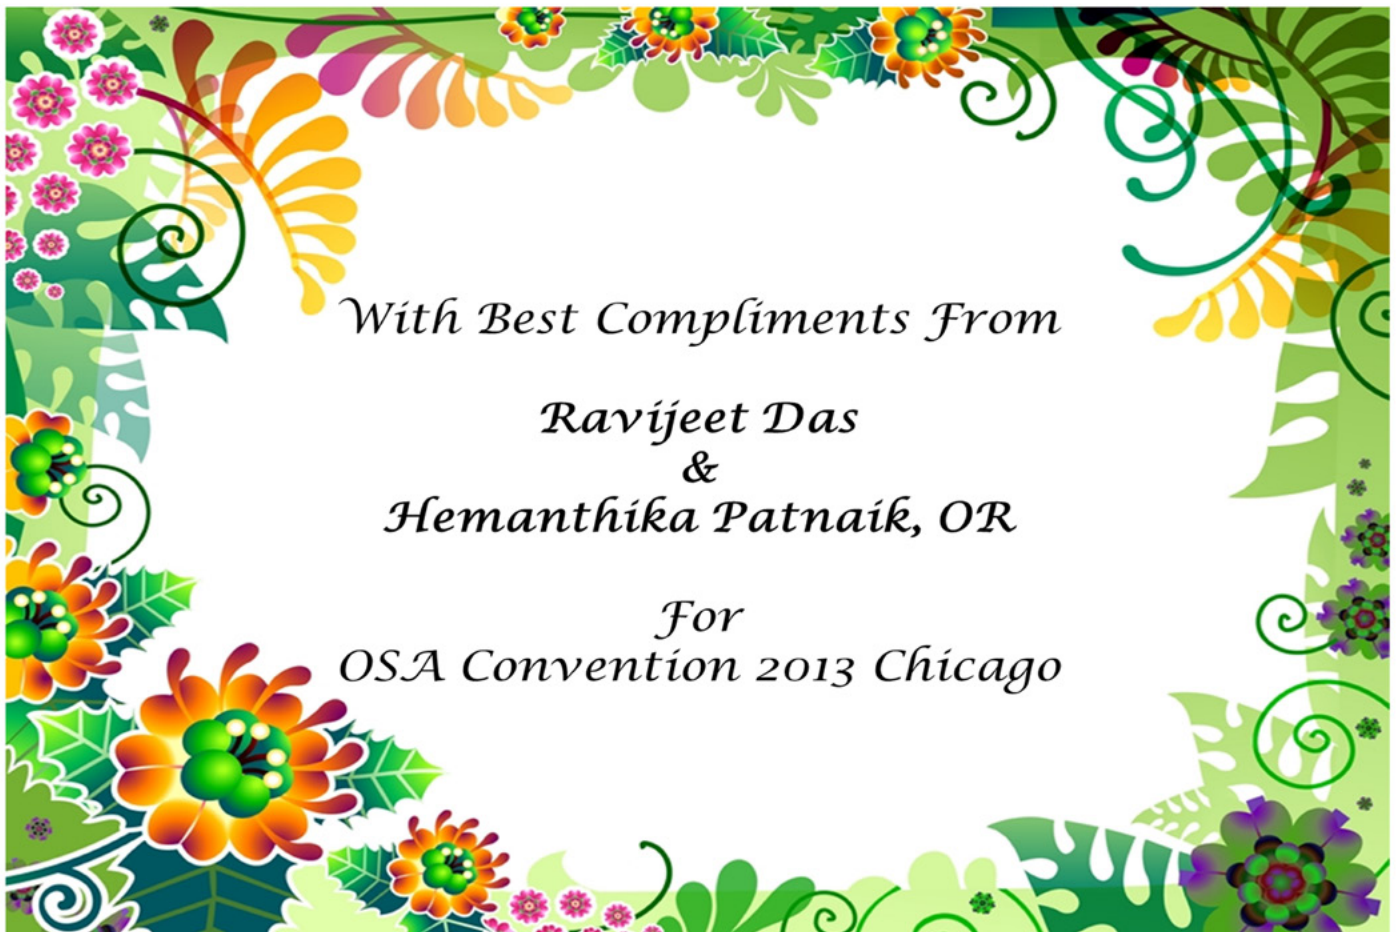 With Best Compliments From
Ravijeet Das
&
Hemanthika Patnaik, OR
For
OSA Convention 2013 Chicago